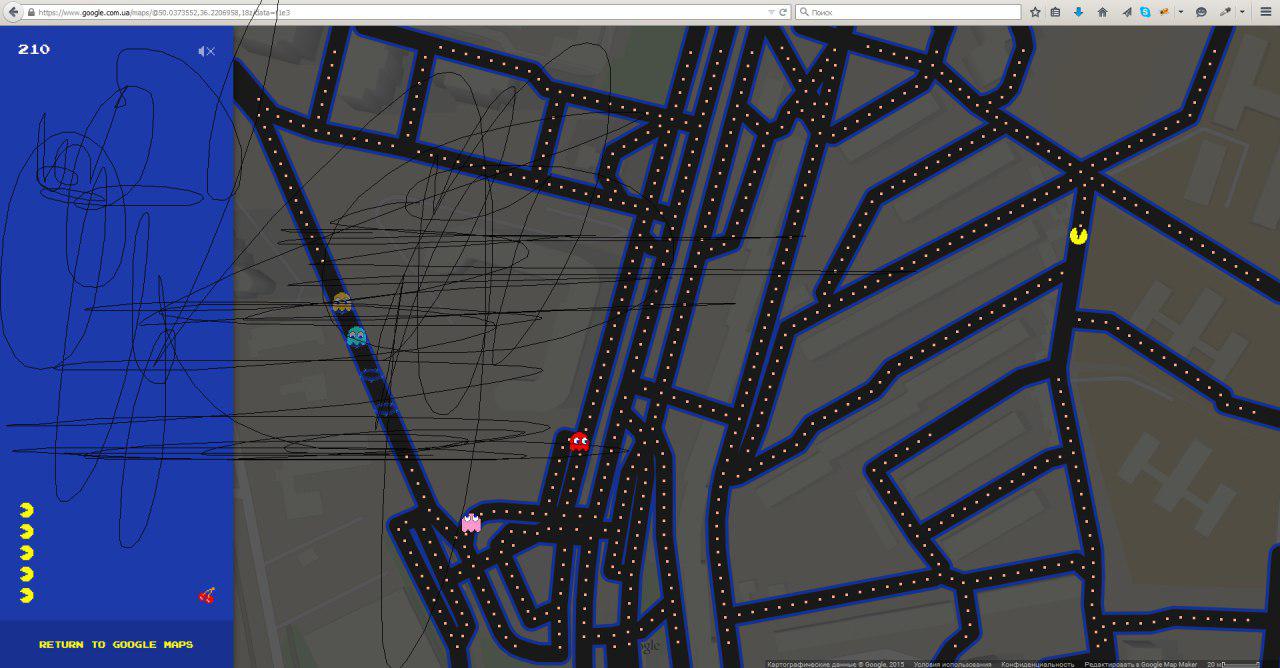 https://www.google.com.ua/maps/@50.0373552,36.2206958,18z/data=!1e3
Поиск
210
RETURN TO GOOGLE MAPS
Картографические данные © Google, 2015 Условия использования Конфиденциальность Редактировать в Google Map Maker 20 м